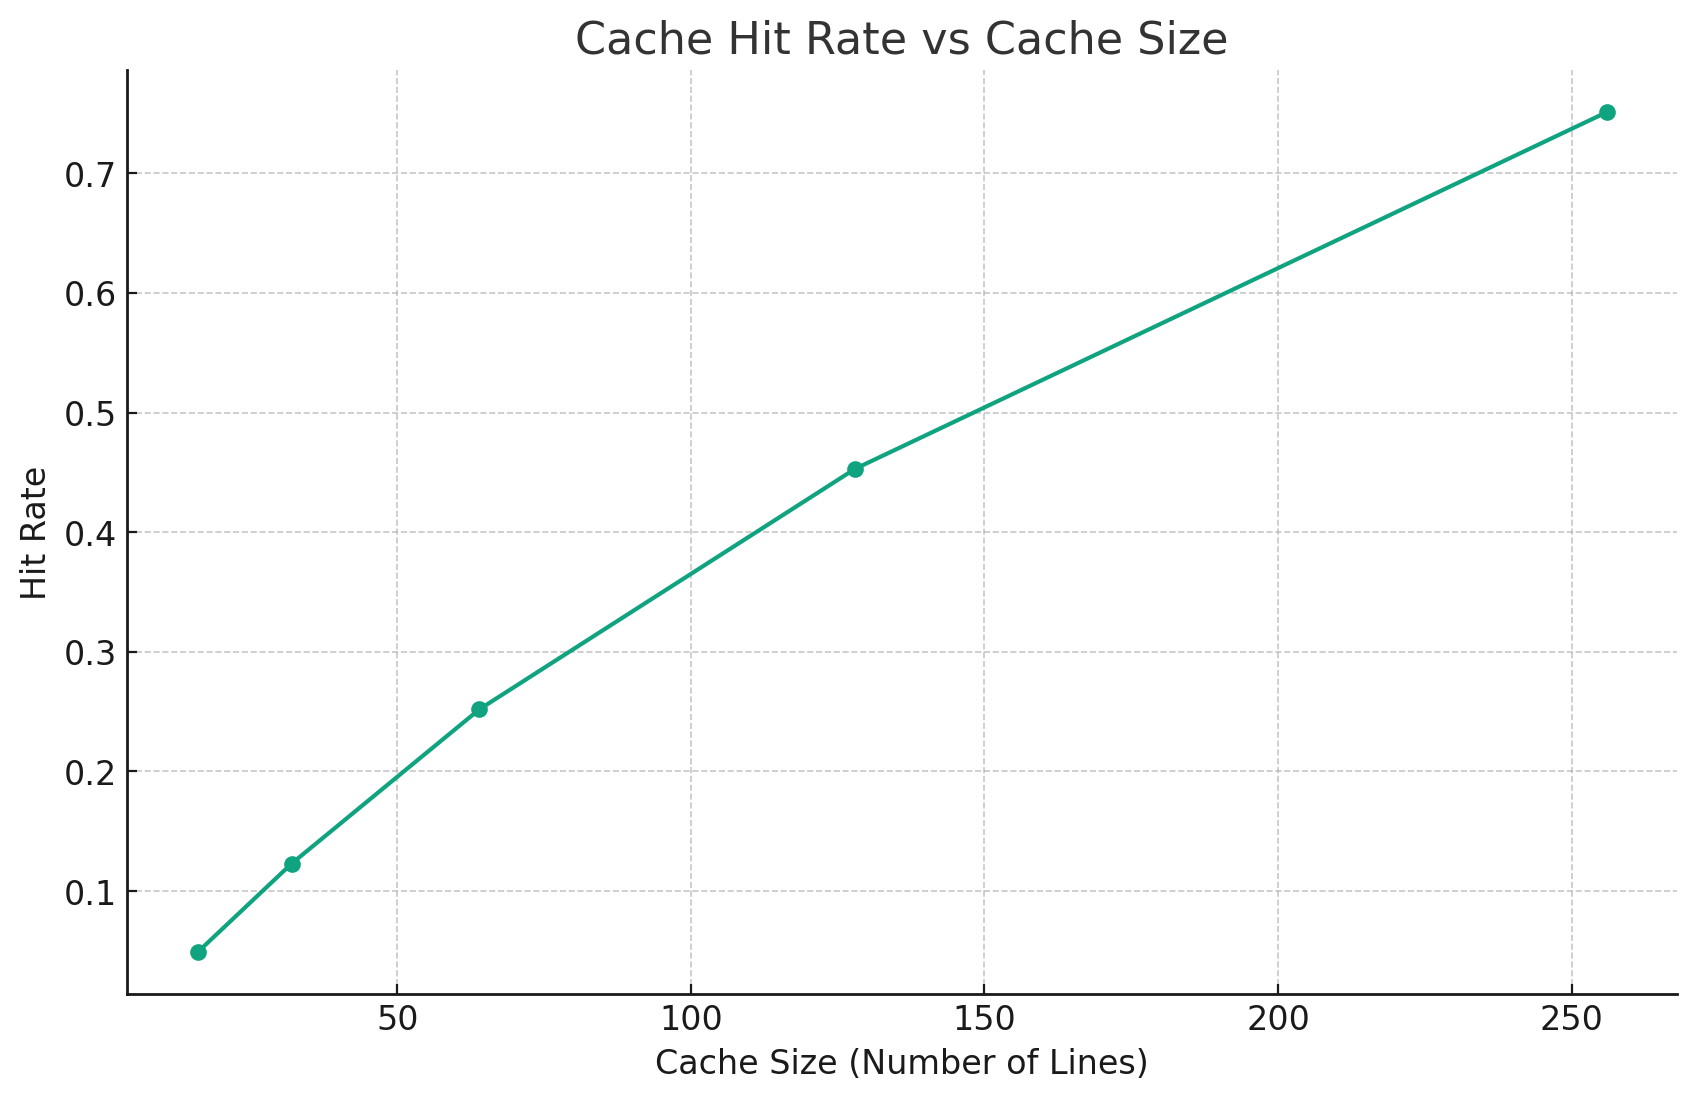 Cache Hit Rate vs Cache Size
0.7
0.6
0.5
0.4
0.3
0.2
0.1
Hit Rate
50 100 150 200 250
Cache Size (Number of Lines)